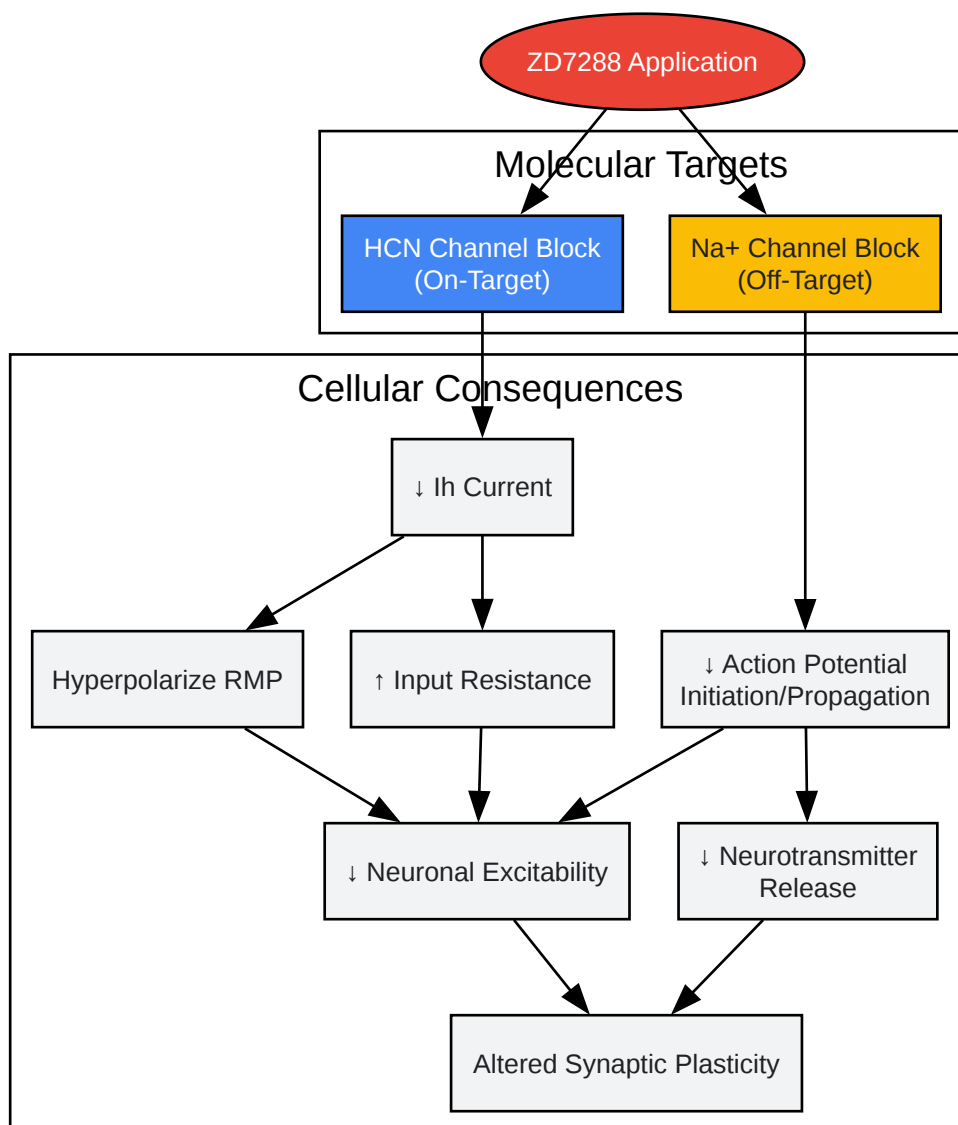 ZD7288 Application
Molecular Targets
HCN Channel Block
(On-Target)
Na+ Channel Block
(Off-Target)
Cellular Consequences
↓ Ih Current
Hyperpolarize RMP
↑ Input Resistance
↓ Action Potential
Initiation/Propagation
↓ Neuronal Excitability
↓ Neurotransmitter
Release
Altered Synaptic Plasticity